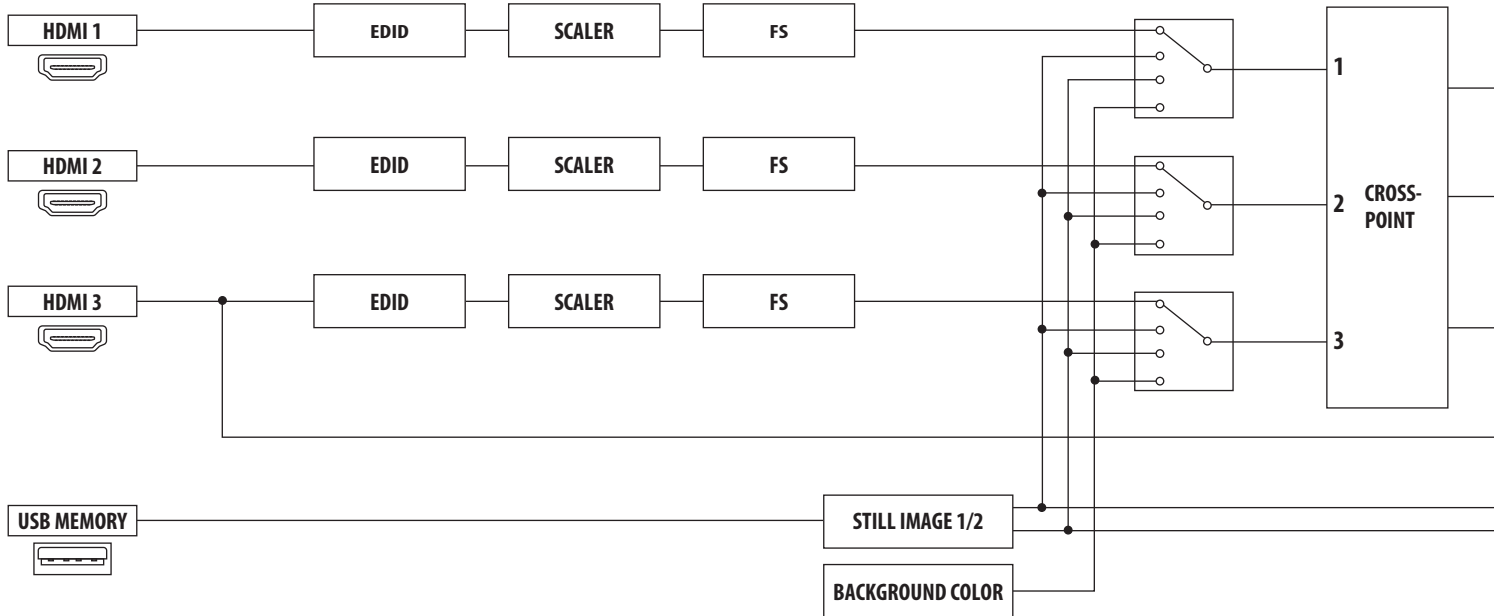 HDMI 1
EDID
SCALER
FS
1
HDMI 2
EDID
SCALER
FS
2
CROSS-
POINT
HDMI 3
EDID
SCALER
FS
3
USB MEMORY
STILL IMAGE 1/2
BACKGROUND COLOR